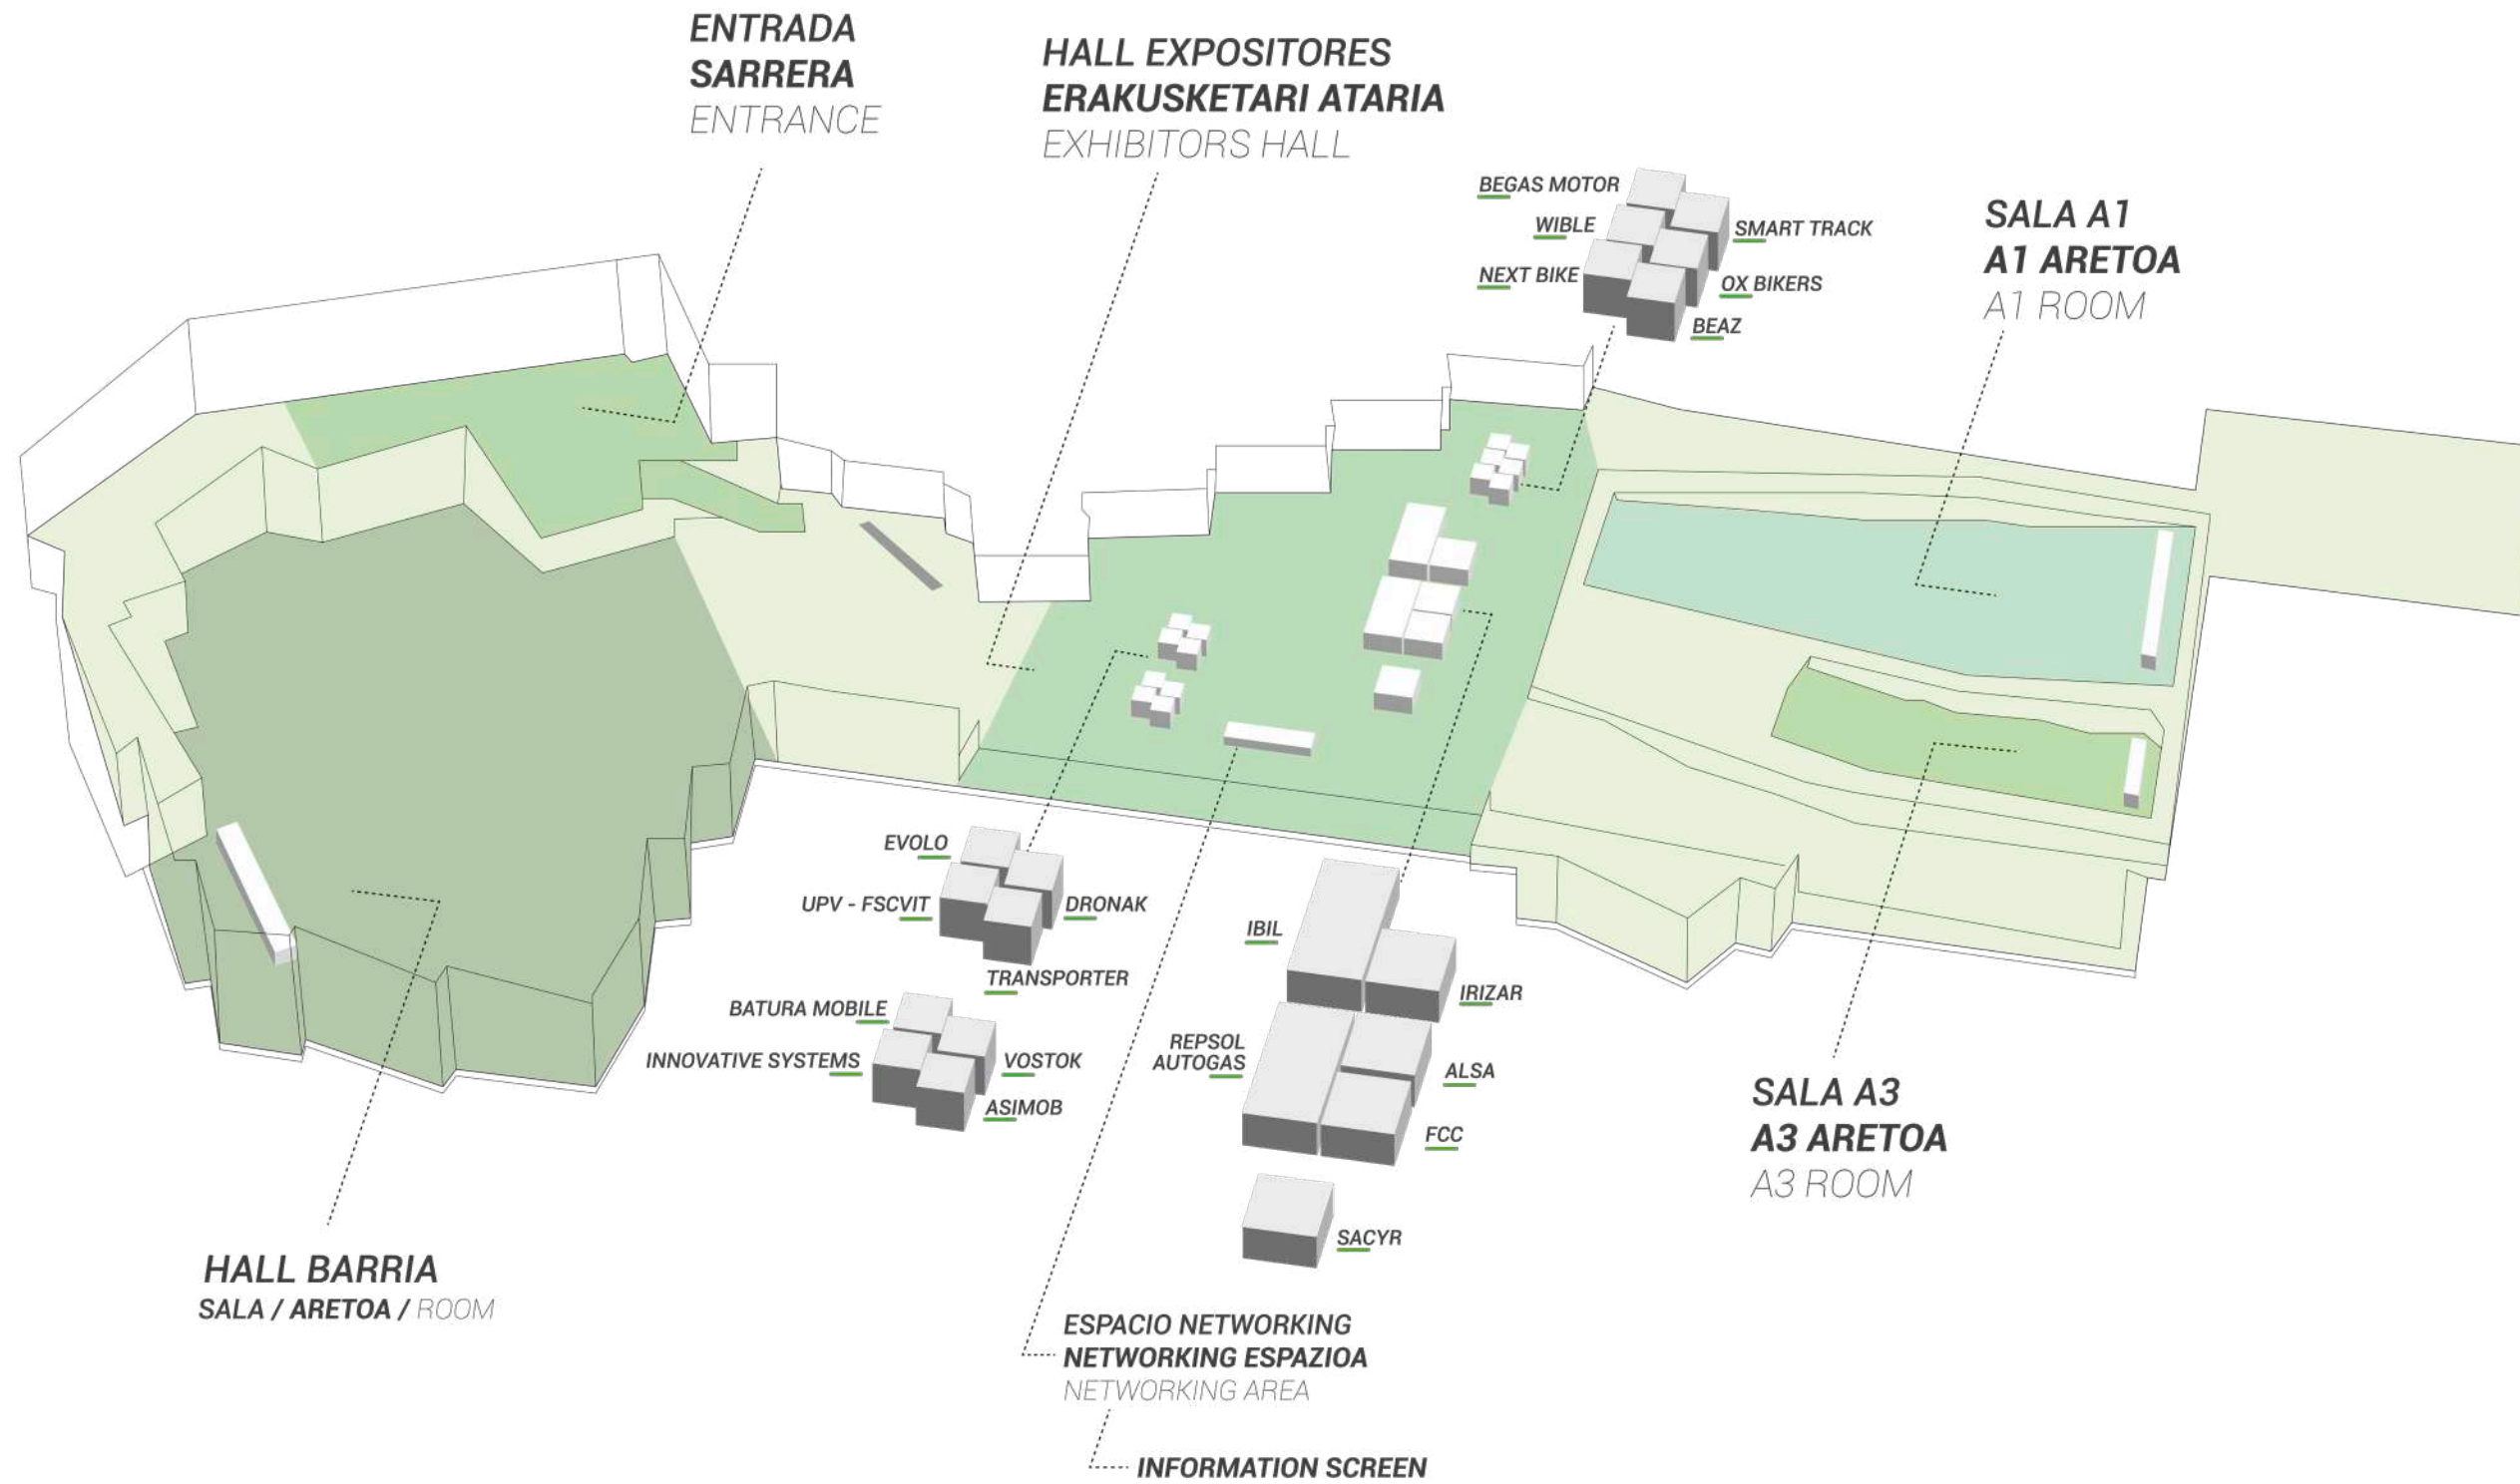 ENTRADA
SARRERA
ENTRANCE
HALL EXPOSITORES
ERAKUSKETARI ATARIA
EXHIBITORS HALL
BEGAS MOTOR
WIBLE
SMART TRACK
NEXT BIKE
OX BIKERS
BEAZ
SALA A1
A1 ARETOA
A1 ROOM
EVOLO
UPV - FSCVIT
DRONAK
TRANSPORTER
BATURA MOBILE
INNOVATIVE SYSTEMS
VOSTOK
ASIMOB
IBIL
IRIZAR
REPSOL
AUTOGAS
ALSA
FCC
SACYR
SALA A3
A3 ARETOA
A3 ROOM
HALL BARRIA
SALA / ARETOA / ROOM
ESPACIO NETWORKING
NETWORKING ESPAZIOA
NETWORKING AREA
INFORMATION SCREEN